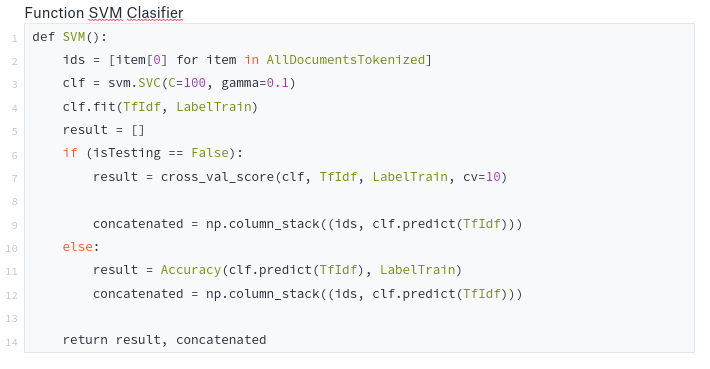 Function SVM Clasifier
1 def SVM():
2     ids = [item[0] for item in AllDocumentsTokenized]
3     clf = svm.SVC(C=100, gamma=0.1)
4     clf.fit(TfIdf, LabelTrain)
5     result = []
6     if (isTesting == False):
7         result = cross_val_score(clf, TfIdf, LabelTrain, cv=10)
8
9         concatenated = np.column_stack((ids, clf.predict(TfIdf)))
10     else:
11         result = Accuracy(clf.predict(TfIdf), LabelTrain)
12         concatenated = np.column_stack((ids, clf.predict(TfIdf)))
13
14     return result, concatenated